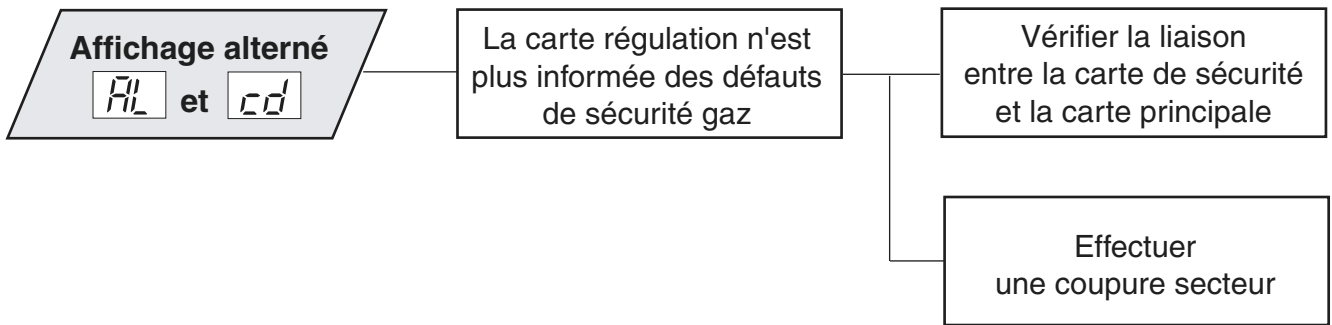 Affichage alterné
AL et cd
La carte régulation n'est
plus informée des défauts
de sécurité gaz
Vérifier la liaison
entre la carte de sécurité
et la carte principale
Effectuer
une coupure secteur